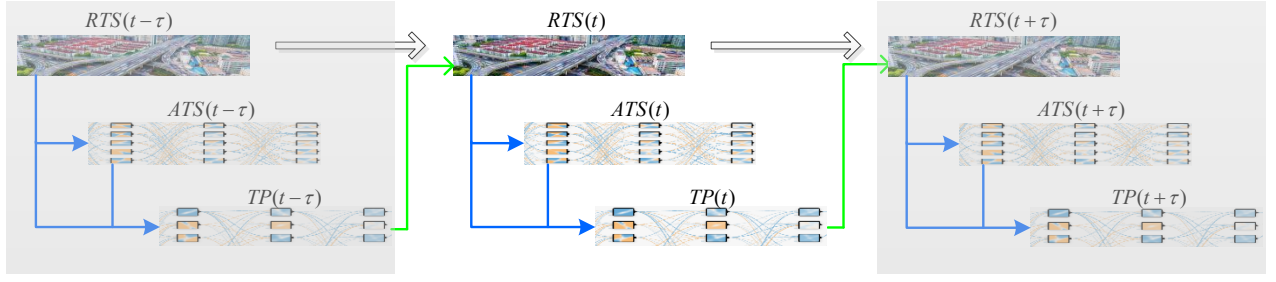 RTS(t−τ)
RTS(t)
RTS(t+τ)
ATS(t−τ)
ATS(t)
ATS(t+τ)
TP(t−τ)
TP(t)
TP(t+τ)